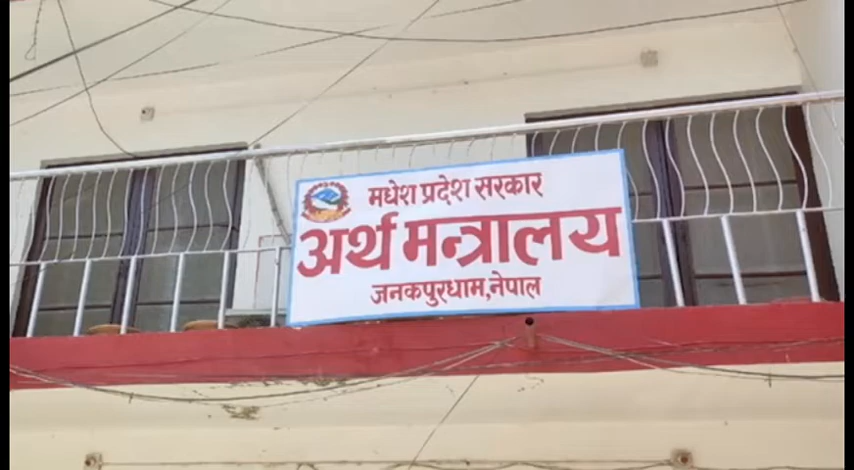 मधेश प्रदेश सरकार
अर्थ मन्त्रालय
जनकपुरधाम,नेपाल